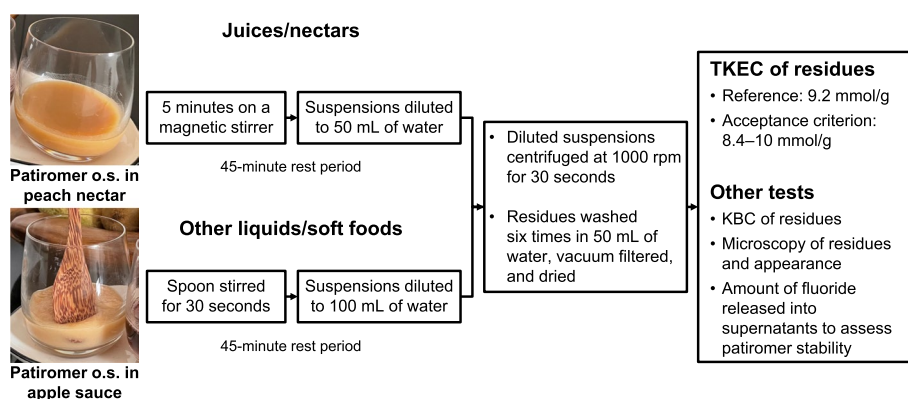 Juices/nectars
5 minutes on a
magnetic stirrer
Suspensions diluted
to 50 mL of water
45-minute rest period
Patiromer o.s. in
peach nectar
Other liquids/soft foods
Spoon stirred
for 30 seconds
Suspensions diluted
to 100 mL of water
45-minute rest period
Patiromer o.s. in
apple sauce
• Diluted suspensions
centrifuged at 1000 rpm
for 30 seconds
• Residues washed
six times in 50 mL of
water, vacuum filtered,
and dried
TKEC of residues
• Reference: 9.2 mmol/g
• Acceptance criterion:
8.4–10 mmol/g
Other tests
• KBC of residues
• Microscopy of residues
and appearance
• Amount of fluoride
released into
supernatants to assess
patiromer stability